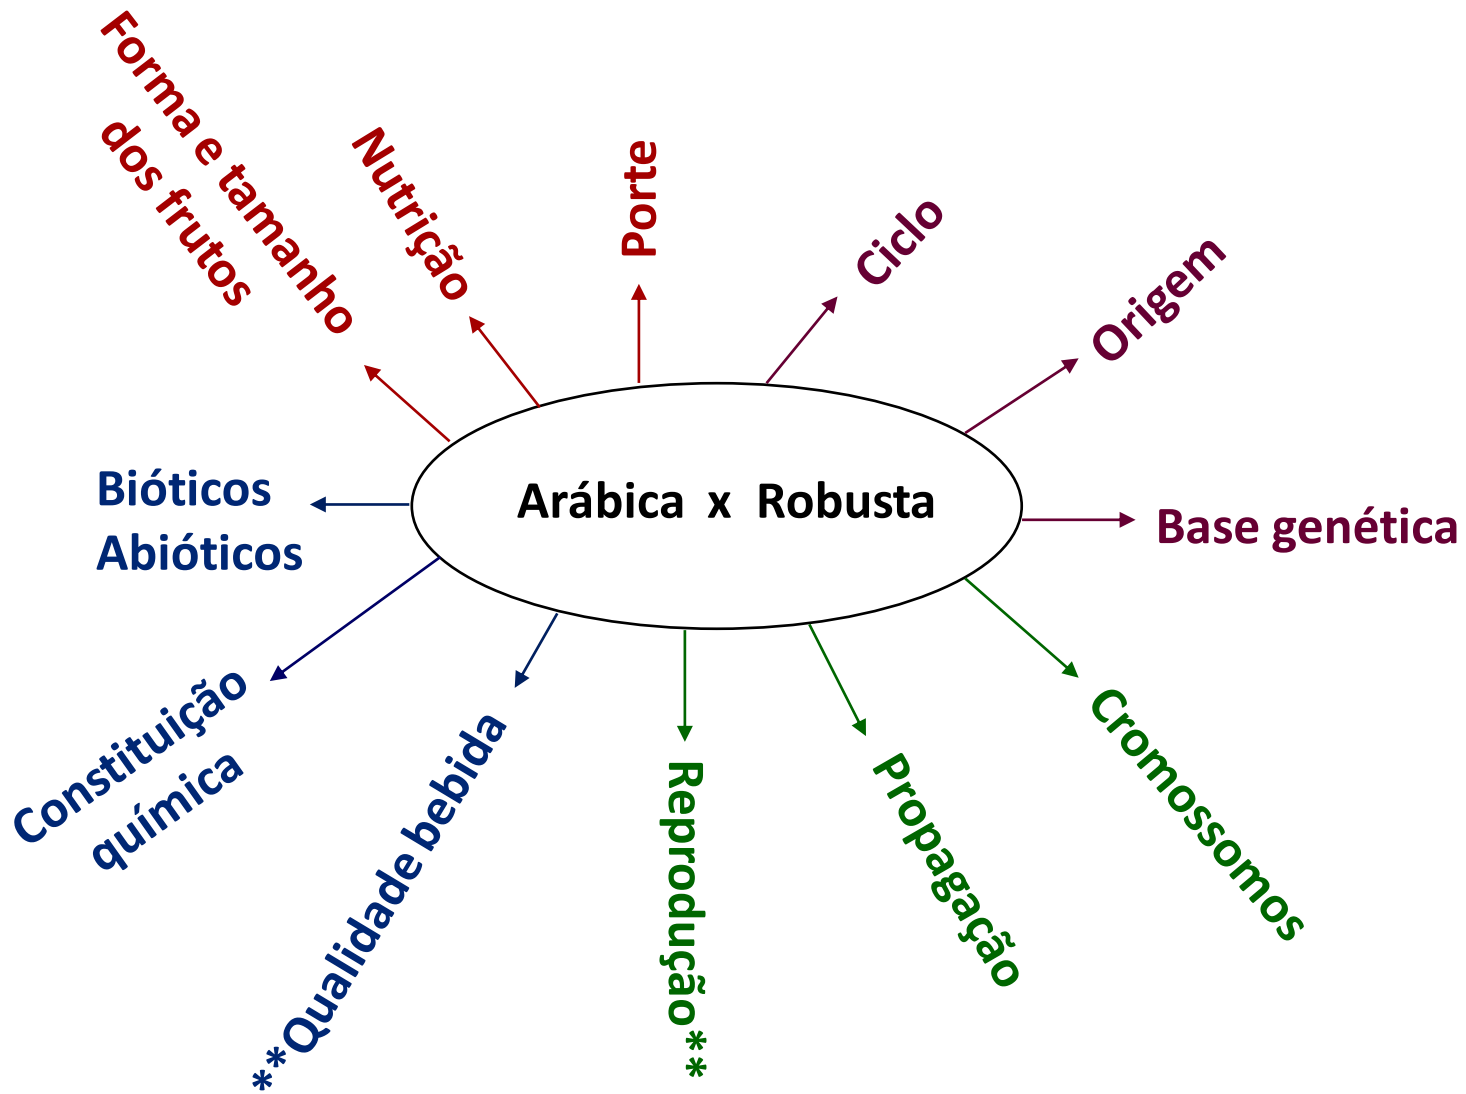 Forma e tamanho
dos frutos
Nutrição
Porte
Ciclo
Origem
Bióticos
Abióticos
Arábica x Robusta
Base genética
Constituição
química
**Qualidade bebida
Reprodução**
Propagação
Cromossomos